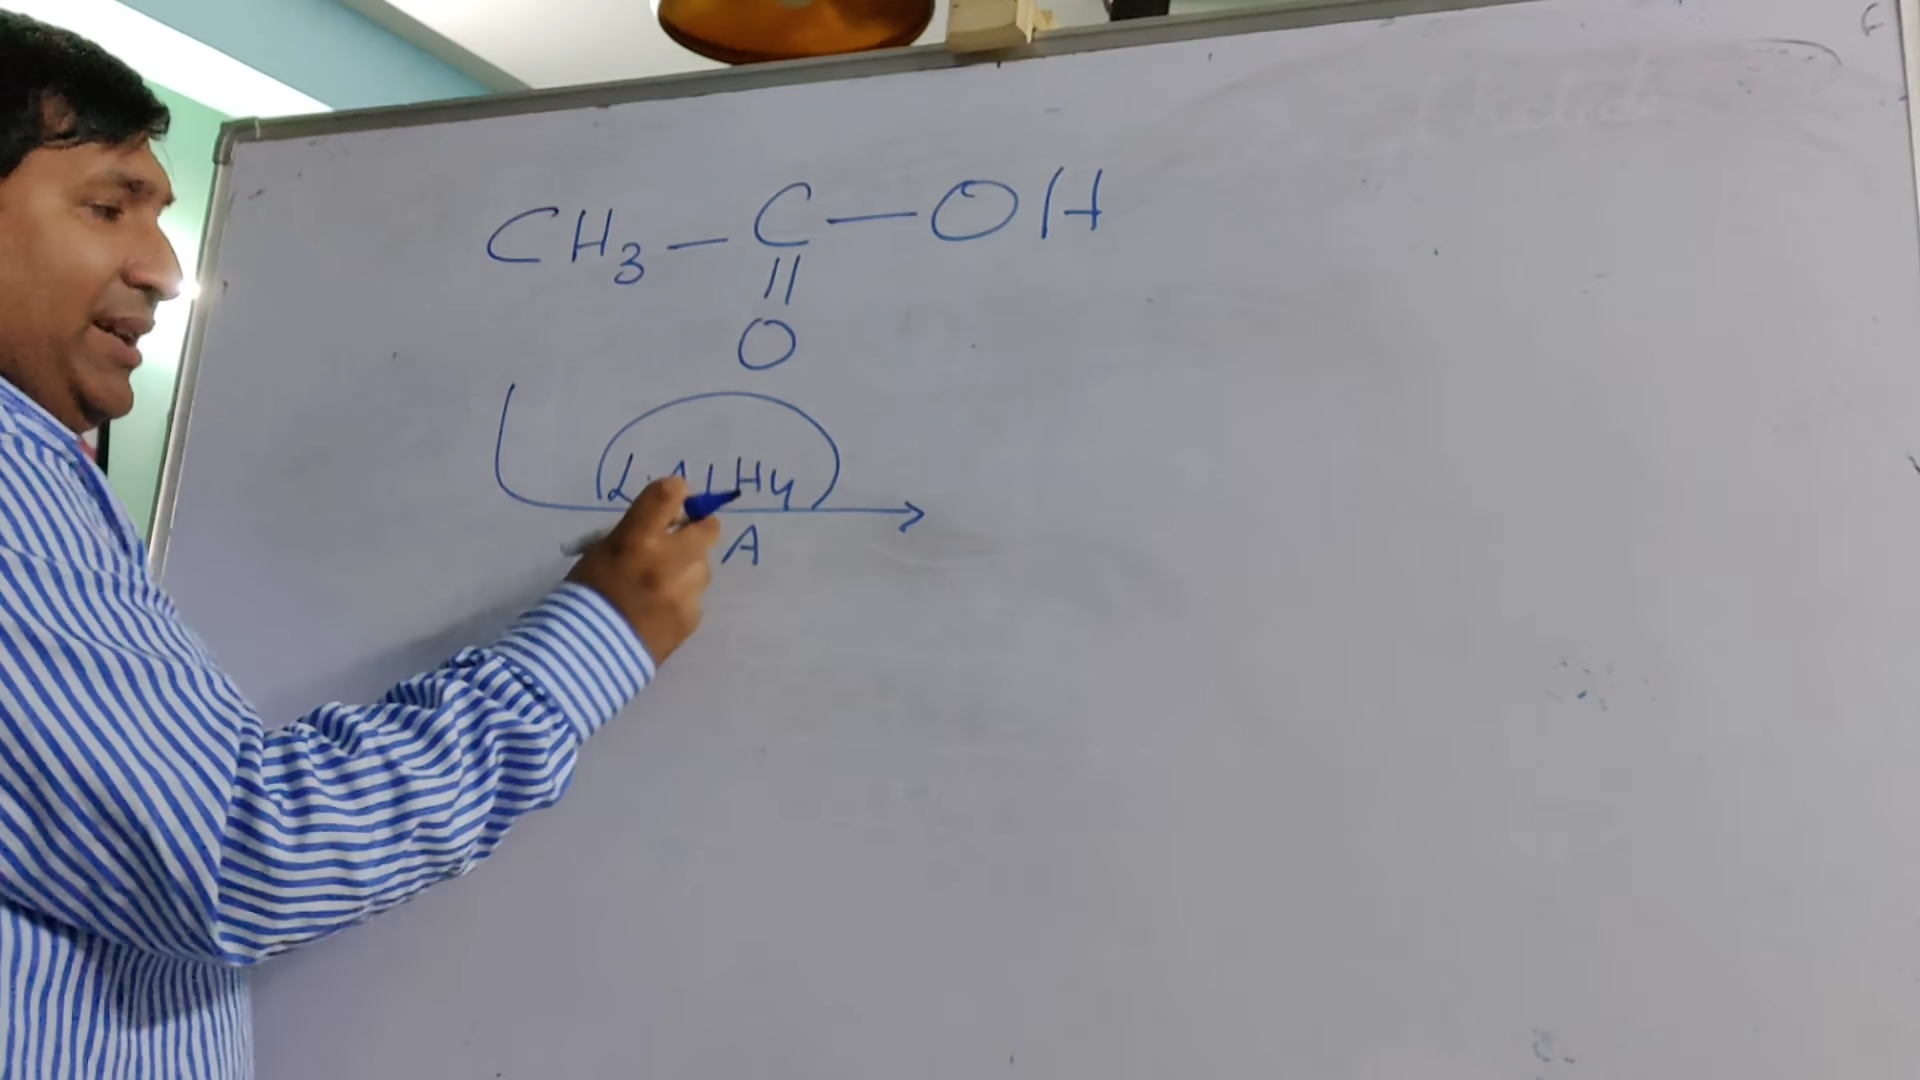 CH3 — C — OH
||
O
LiAlH4
A